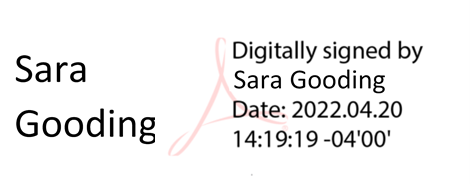 Sara
Gooding
Digitally signed by
Sara Gooding
Date: 2022.04.20
14:19:19 -04'00'